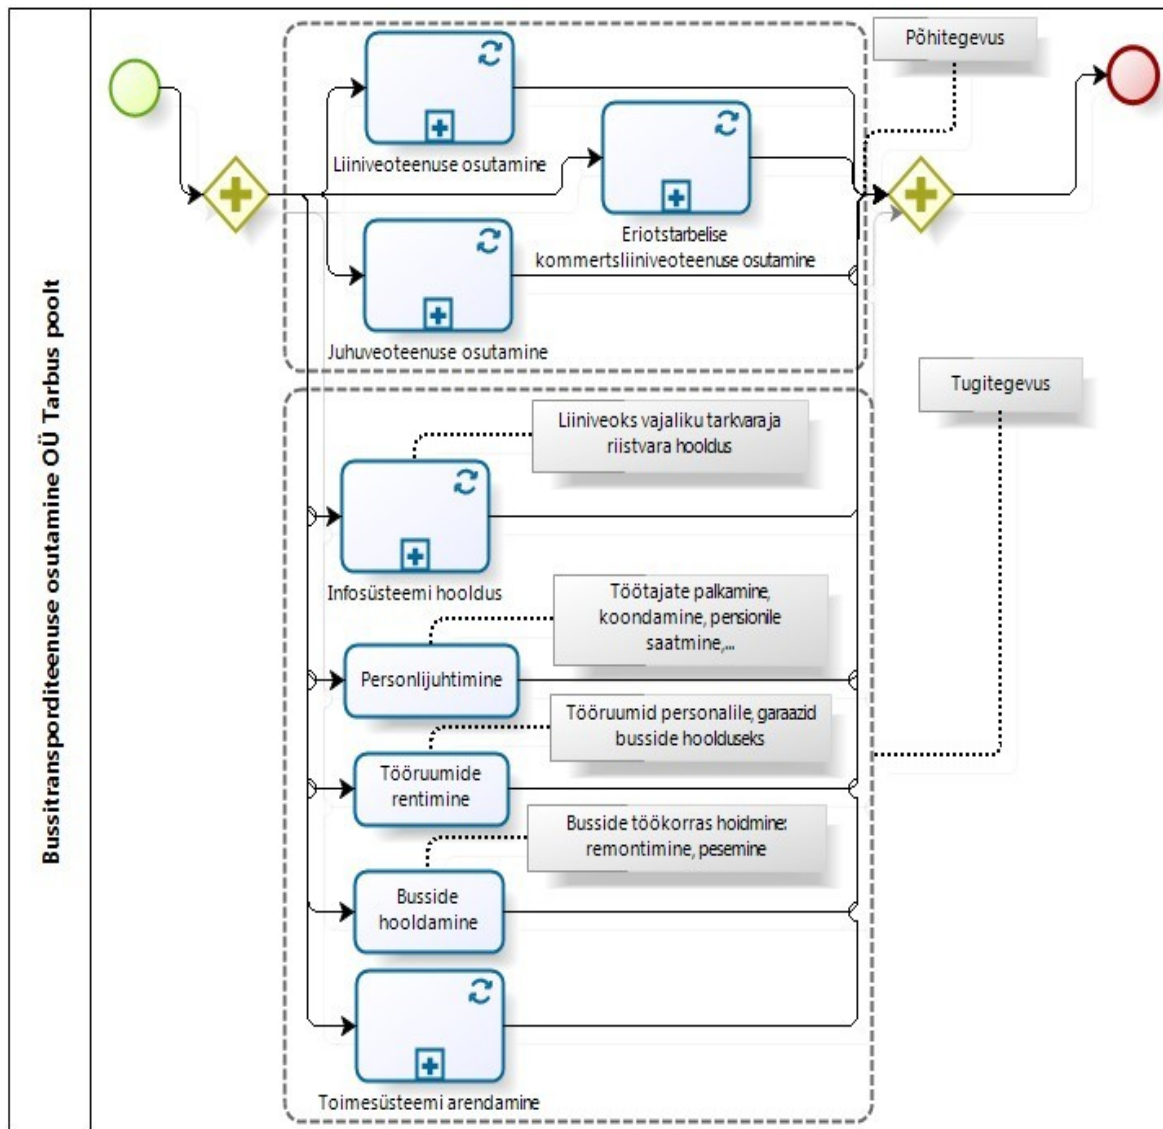 Bussitransporditeenuse osutamine OÜ Tarbus poolt
Põhitegevus
Liiniveoteenuse osutamine
Eriotstarbelise
kommertsliiniveoteenuse osutamine
Juhuveoteenuse osutamine
Tugitegevus
Liiniveoks vajaliku tarkvara ja
riistvara hooldus
Infosüsteemi hooldus
Töötajate palkamine,
koondamine, pensionile
saatmine,...
Personlijuhtimine
Tööruumid personalile, garaazid
busside hoolduseks
Tööruumide
rentimine
Busside töökorras hoidmine:
remontimine, pesemine
Busside
hooldamine
Toimesüsteemi arendamine